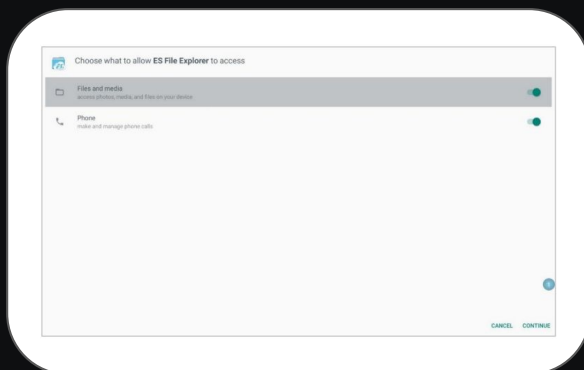 Choose what to allow ES File Explorer to access
Files and media
access photos, media, and files on your device
Phone
make and manage phone calls
CANCEL CONTINUE